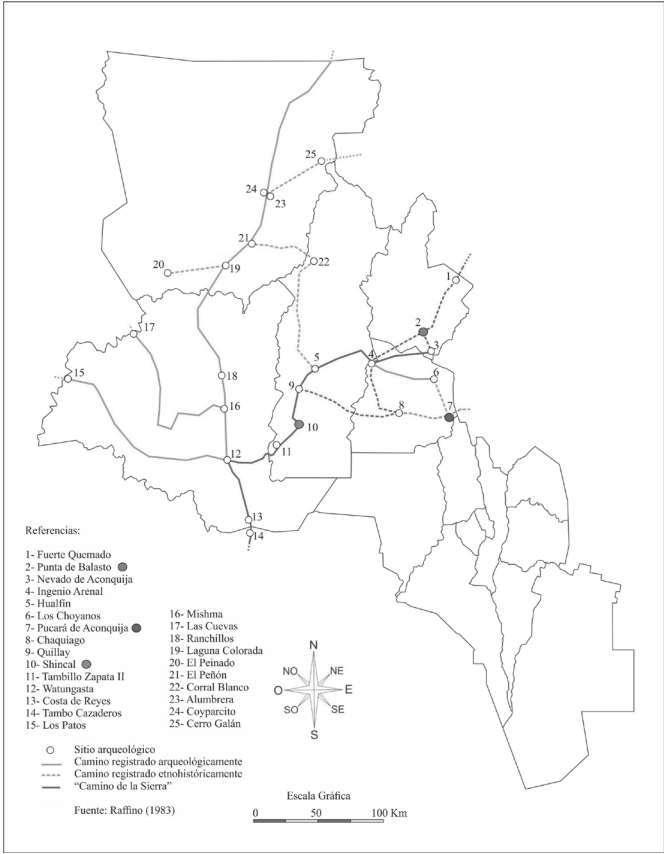 25
24
23
21
22
20
19
1
17
2
3
15
5
4
18
6
9
16
8
7
10
11
12
13
14
Referencias:
1- Fuerte Quemado
2- Punta de Balasto
3- Nevado de Aconquija
4- Ingenio Arenal
5- Hualfín
6- Los Choyanos
7- Pucará de Aconquija
8- Chaquiago
9- Quillay
10- Shincal
11- Tambillo Zapata II
12- Watungasta
13- Costa de Reyes
14- Tambo Cazaderos
15- Los Patos
16- Mishma
17- Las Cuevas
18- Ranchillos
19- Laguna Colorada
20- El Peinado
21- El Peñón
22- Corral Blanco
23- Alumbrera
24- Coyparcito
25- Cerro Galán
N
NO
NE
O
E
SO
SE
S
Sitio arqueológico
Camino registrado arqueológicamente
Camino registrado etnohistóricamente
"Camino de la Sierra"
Fuente: Raffino (1983)
Escala Gráfica
0 50 100 Km